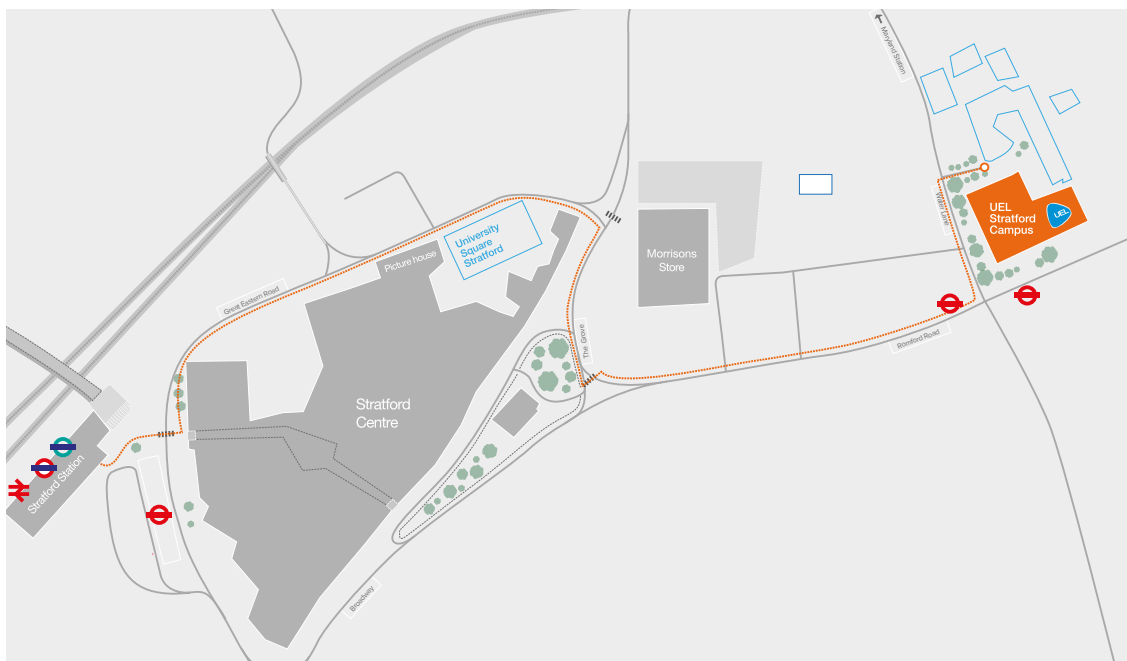 Maryland Station
University
Square
Stratford
Picture house
Great Eastern Road
Morrisons
Store
Water Lane
UEL
Stratford
Campus
UEL
The Grove
Romford Road
Stratford
Centre
Stratford Station
Broadway